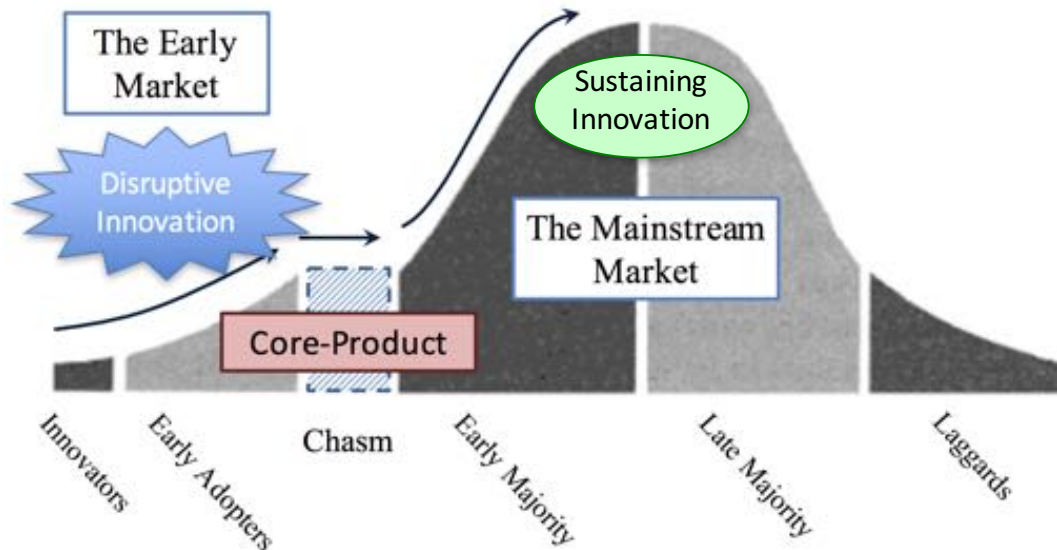 The Early
Market
Disruptive
Innovation
Sustaining
Innovation
The Mainstream
Market
Core-Product
Innovators
Early Adopters
Chasm
Early Majority
Late Majority
Laggards